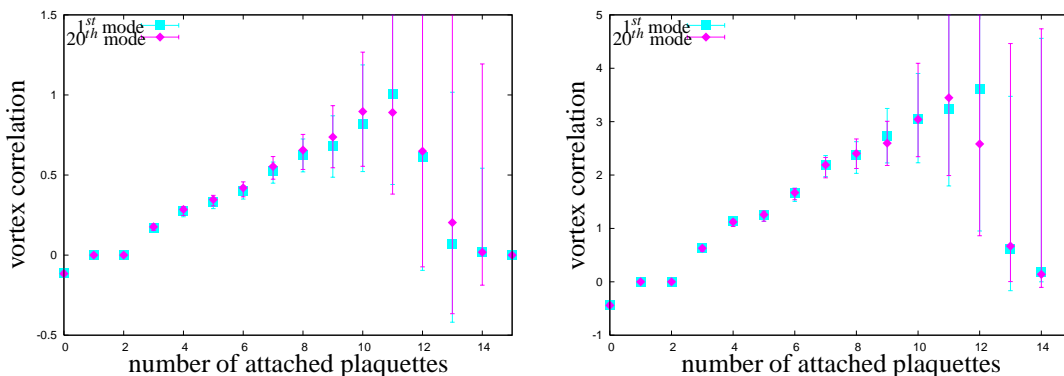 1st mode
20th mode
vortex correlation
1.5
1
0.5
0
-0.5
0 2 4 6 8 10 12 14
number of attached plaquettes
1st mode
20th mode
vortex correlation
5
4
3
2
1
0
-1
0 2 4 6 8 10 12 14
number of attached plaquettes